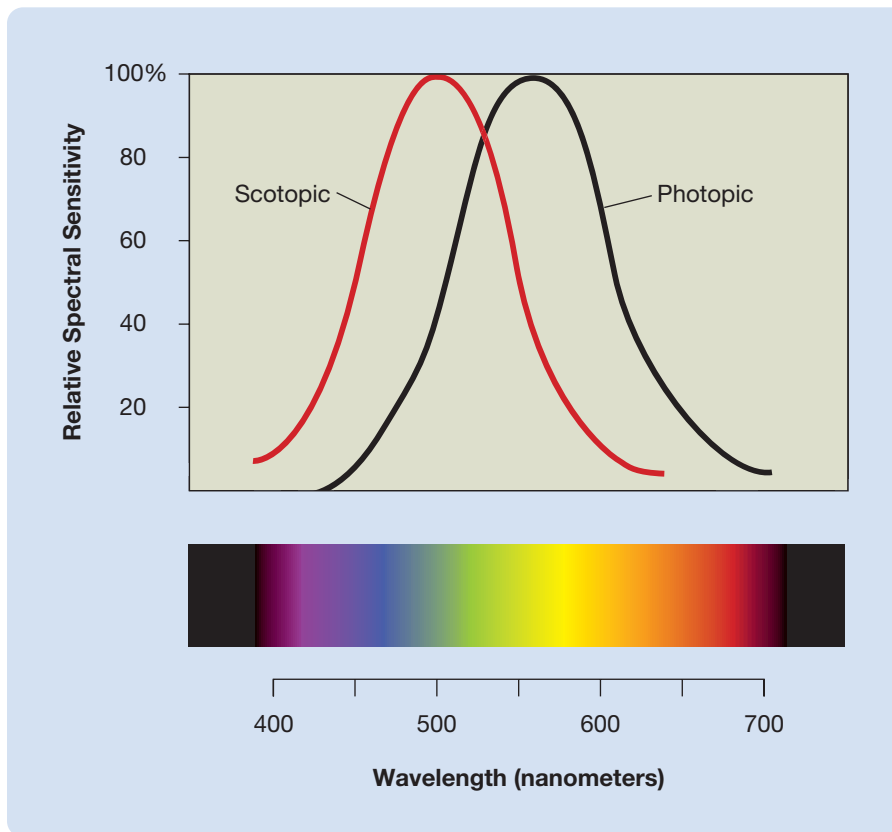 100%
80
60
40
20
Relative Spectral Sensitivity
Scotopic
Photopic
400 500 600 700
Wavelength (nanometers)